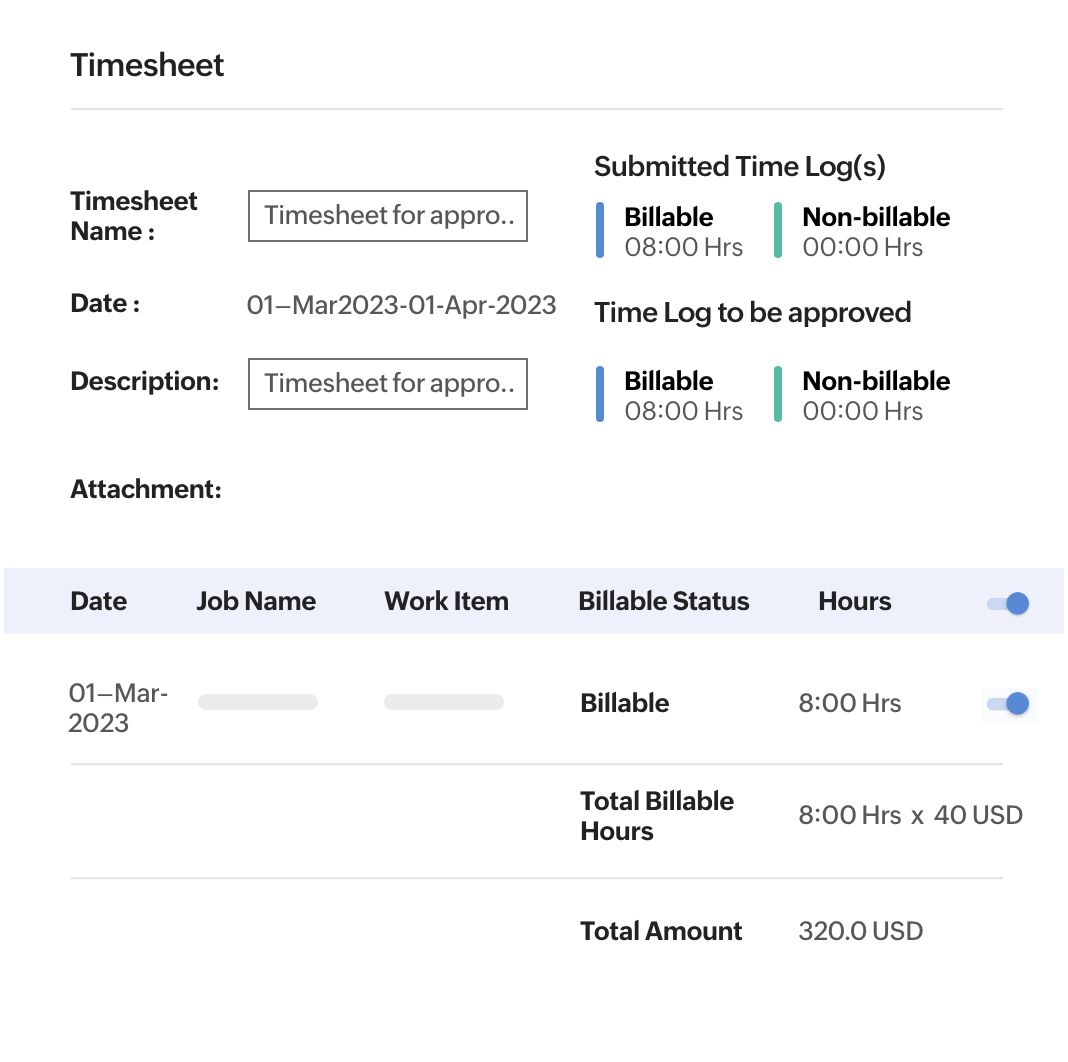 Timesheet
Timesheet
Name :
Timesheet for appro..
Date :
01–Mar2023-01-Apr-2023
Description:
Timesheet for appro..
Attachment:
Submitted Time Log(s)
Billable
08:00 Hrs
Non-billable
00:00 Hrs
Time Log to be approved
Billable
08:00 Hrs
Non-billable
00:00 Hrs
Date Job Name Work Item Billable Status Hours
01–Mar-
2023
Billable
8:00 Hrs
Total Billable
Hours
8:00 Hrs x 40 USD
Total Amount
320.0 USD